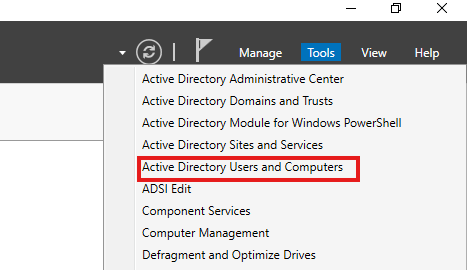 Manage Tools View Help
Active Directory Administrative Center
Active Directory Domains and Trusts
Active Directory Module for Windows PowerShell
Active Directory Sites and Services
Active Directory Users and Computers
ADSI Edit
Component Services
Computer Management
Defragment and Optimize Drives